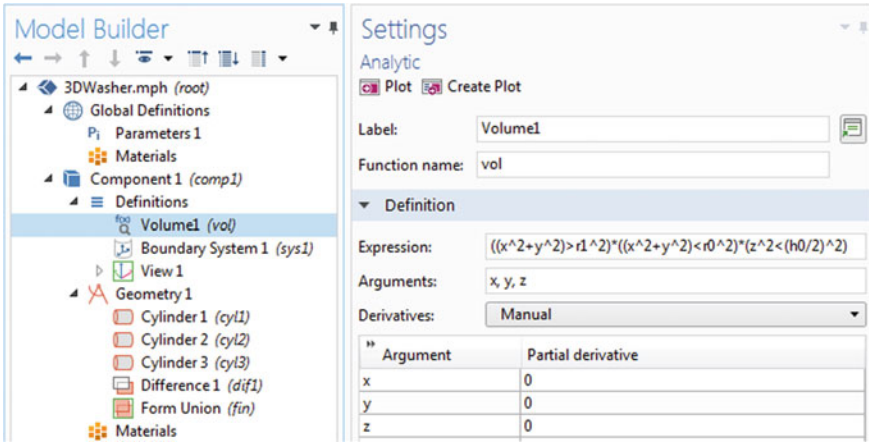 Model Builder
3DWasher.mph (root)
Global Definitions
Pi Parameters 1
Materials
Component 1 (comp1)
Definitions
f(x) Volume1 (vol)
Boundary System 1 (sys1)
View 1
Geometry 1
Cylinder 1 (cyl1)
Cylinder 2 (cyl2)
Cylinder 3 (cyl3)
Difference 1 (dif1)
Form Union (fin)
Materials
Settings
Analytic
Plot Create Plot
Label: Volume1
Function name: vol
Definition
Expression: ((x^2+y^2)>r1^2)*((x^2+y^2)<r0^2)*(z^2<(h0/2)^2)
Arguments: x, y, z
Derivatives: Manual
Argument Partial derivative
x 0
y 0
z 0